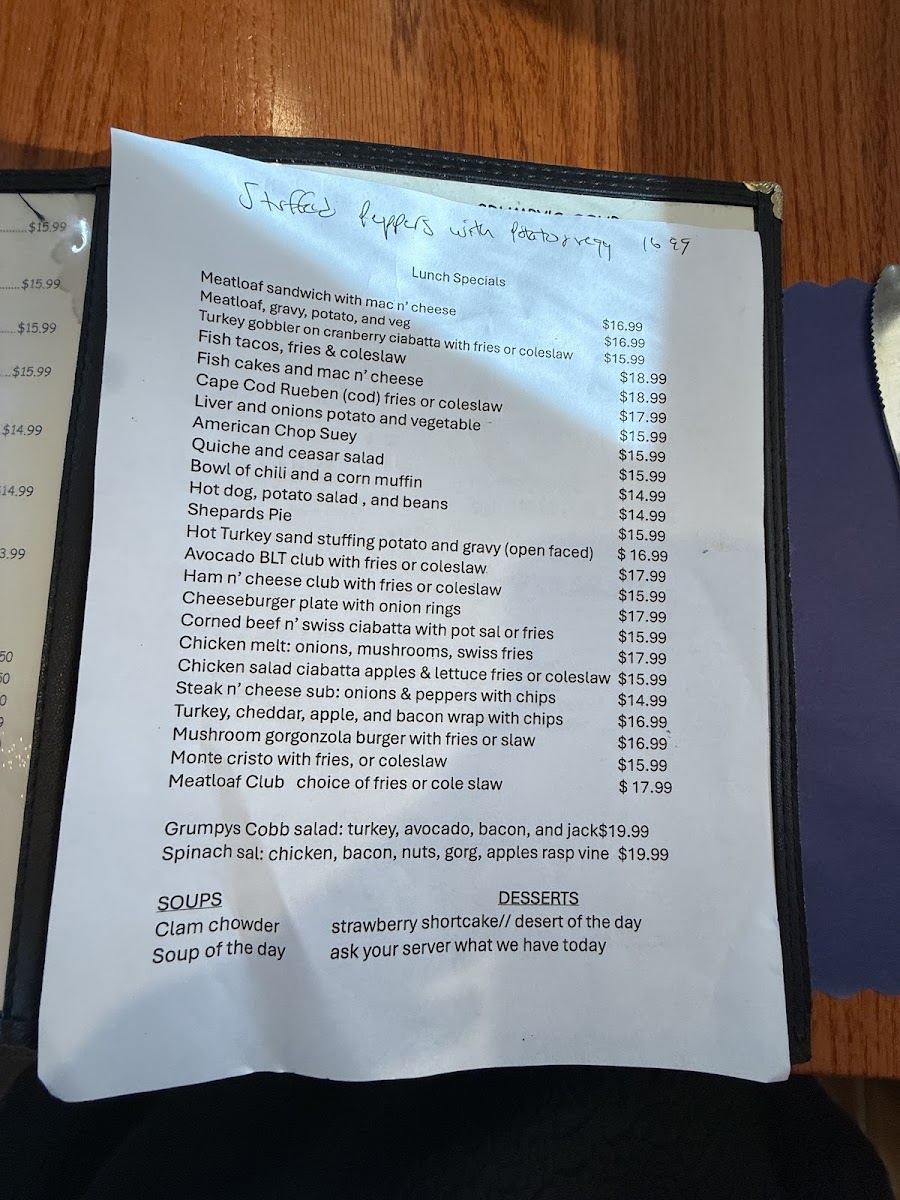 .......$15.99
.......$15.99
....$15.99
....$15.99
$14.99
14.99
3.99
50
Stuffed Peppers with Potato & vegg 16 99
Lunch Specials
Meatloaf sandwich with mac n' cheese $16.99
Meatloaf, gravy, potato, and veg $16.99
Turkey gobbler on cranberry ciabatta with fries or coleslaw $15.99
Fish tacos, fries & coleslaw $18.99
Fish cakes and mac n' cheese $18.99
Cape Cod Rueben (cod) fries or coleslaw $17.99
Liver and onions potato and vegetable $15.99
American Chop Suey $15.99
Quiche and ceasar salad $15.99
Bowl of chili and a corn muffin $14.99
Hot dog, potato salad , and beans $14.99
Shepards Pie $15.99
Hot Turkey sand stuffing potato and gravy (open faced) $ 16.99
Avocado BLT club with fries or coleslaw $17.99
Ham n' cheese club with fries or coleslaw $15.99
Cheeseburger plate with onion rings $17.99
Corned beef n' swiss ciabatta with pot sal or fries $15.99
Chicken melt: onions, mushrooms, swiss fries $17.99
Chicken salad ciabatta apples & lettuce fries or coleslaw $15.99
Steak n' cheese sub: onions & peppers with chips $14.99
Turkey, cheddar, apple, and bacon wrap with chips $16.99
Mushroom gorgonzola burger with fries or slaw $16.99
Monte cristo with fries, or coleslaw $15.99
Meatloaf Club choice of fries or cole slaw $ 17.99
Grumpys Cobb salad: turkey, avocado, bacon, and jack$19.99
Spinach sal: chicken, bacon, nuts, gorg, apples rasp vine $19.99
SOUPS DESSERTS
Clam chowder strawberry shortcake// desert of the day
Soup of the day ask your server what we have today